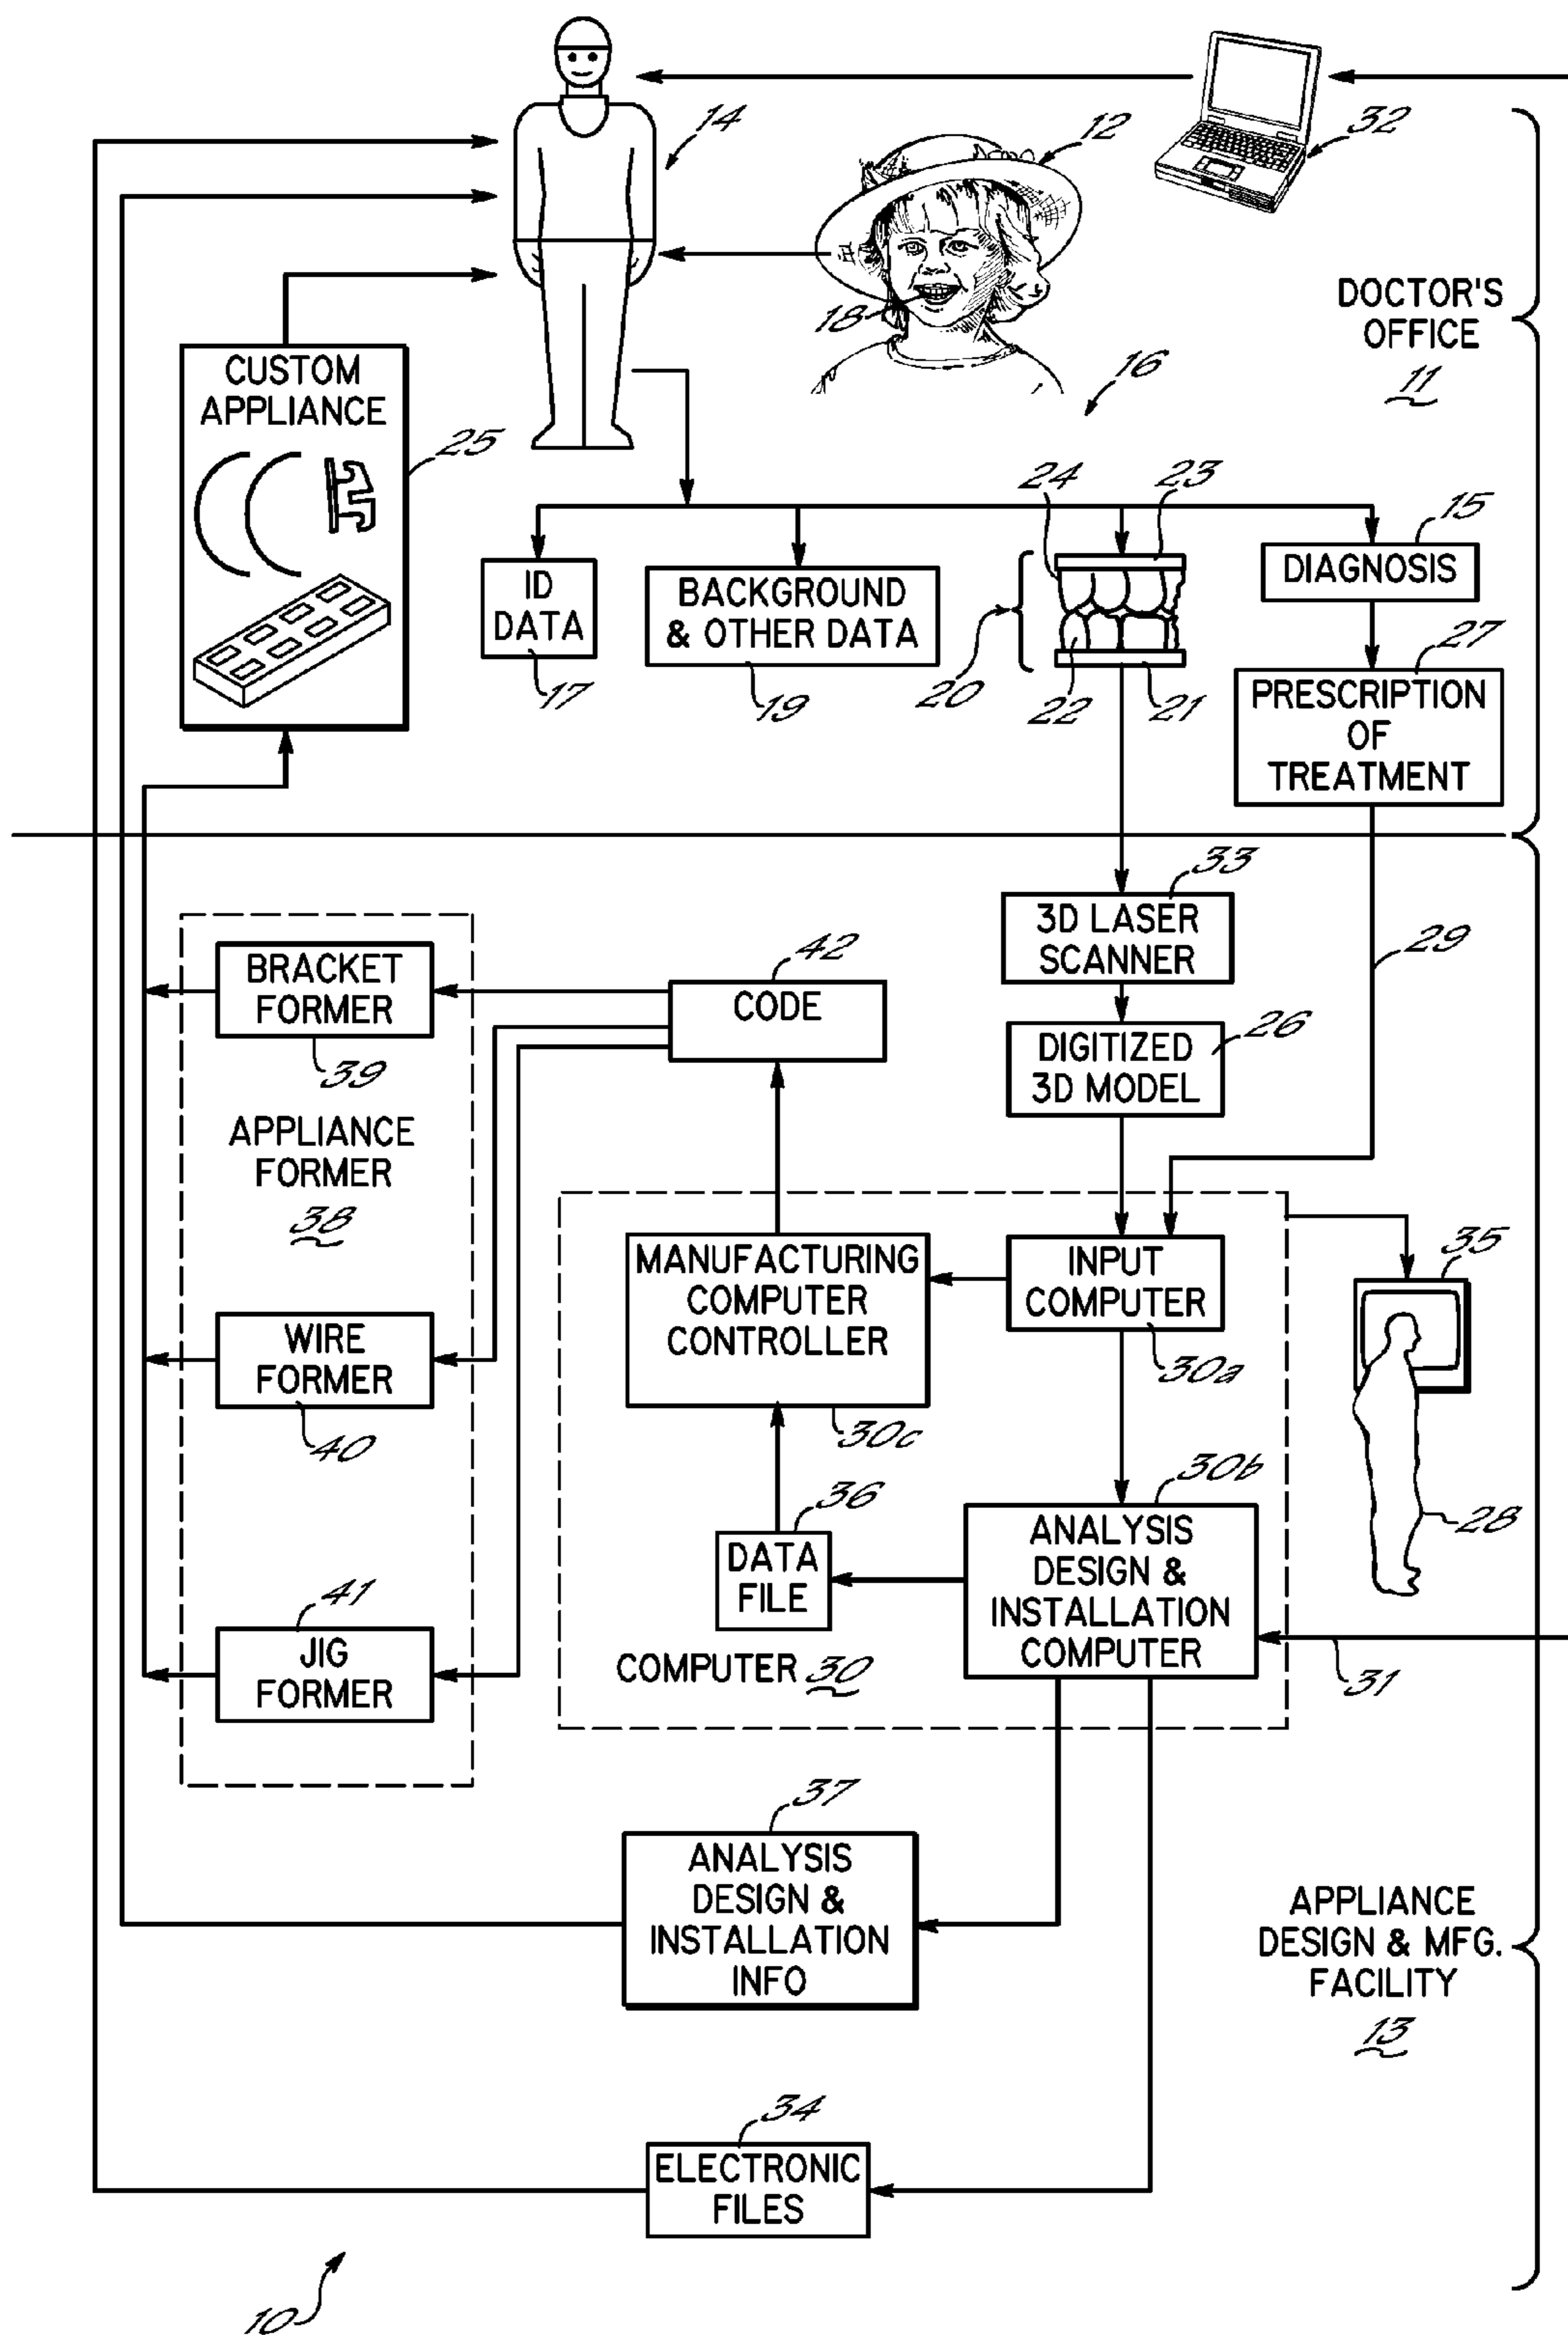 14
12
32
18
DOCTOR'S
OFFICE
11
16
CUSTOM
APPLIANCE
25
24
23
15
ID
DATA
17
BACKGROUND
& OTHER DATA
19
20
22
21
DIAGNOSIS
27
PRESCRIPTION
OF
TREATMENT
33
3D LASER
SCANNER
29
42
CODE
BRACKET
FORMER
39
26
DIGITIZED
3D MODEL
APPLIANCE
FORMER
38
MANUFACTURING
COMPUTER
CONTROLLER
30c
INPUT
COMPUTER
30a
35
WIRE
FORMER
40
30b
36
DATA
FILE
ANALYSIS
DESIGN &
INSTALLATION
COMPUTER
28
41
JIG
FORMER
COMPUTER 30
31
37
ANALYSIS
DESIGN &
INSTALLATION
INFO
APPLIANCE
DESIGN & MFG.
FACILITY
13
34
ELECTRONIC
FILES
10